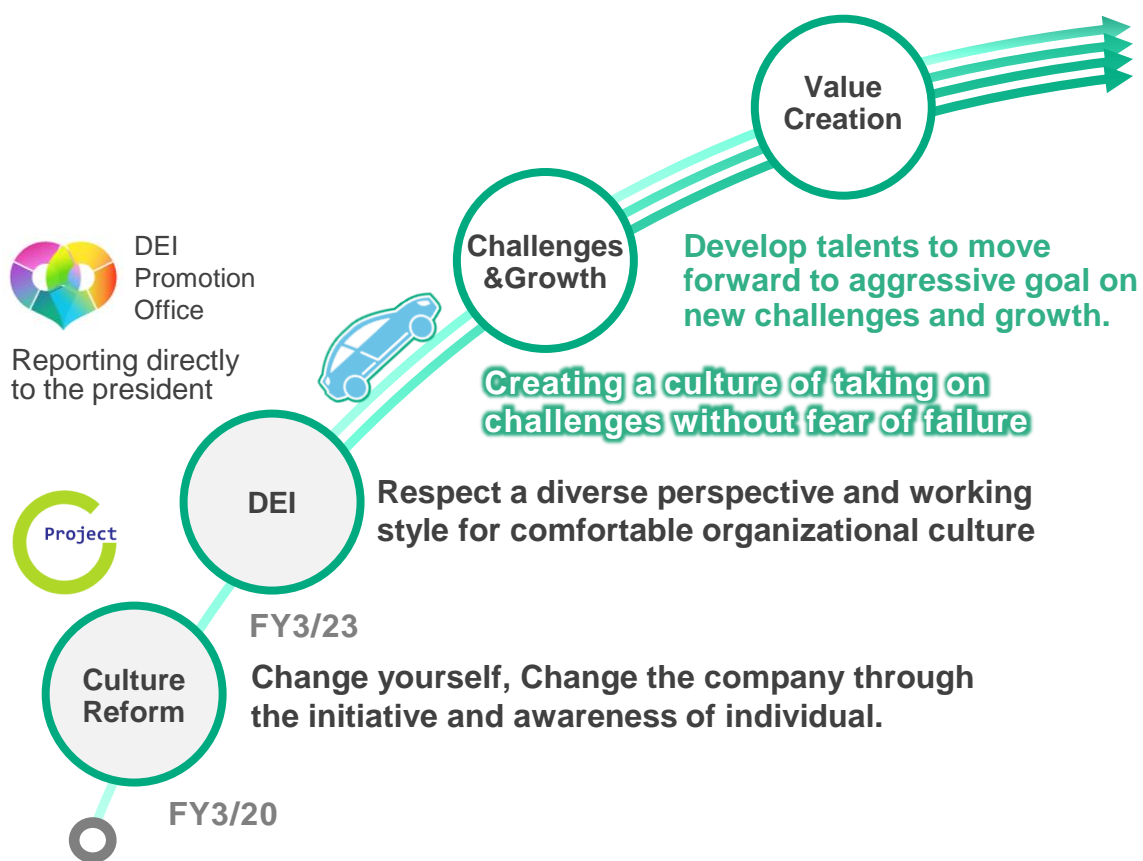 Value
Creation
Challenges
&Growth
Develop talents to move
forward to aggressive goal on
new challenges and growth.
DEI
Promotion
Office
Reporting directly
to the president
Creating a culture of taking on
challenges without fear of failure
DEI
Respect a diverse perspective and working
style for comfortable organizational culture
Project
FY3/23
Culture
Reform
Change yourself, Change the company through
the initiative and awareness of individual.
FY3/20